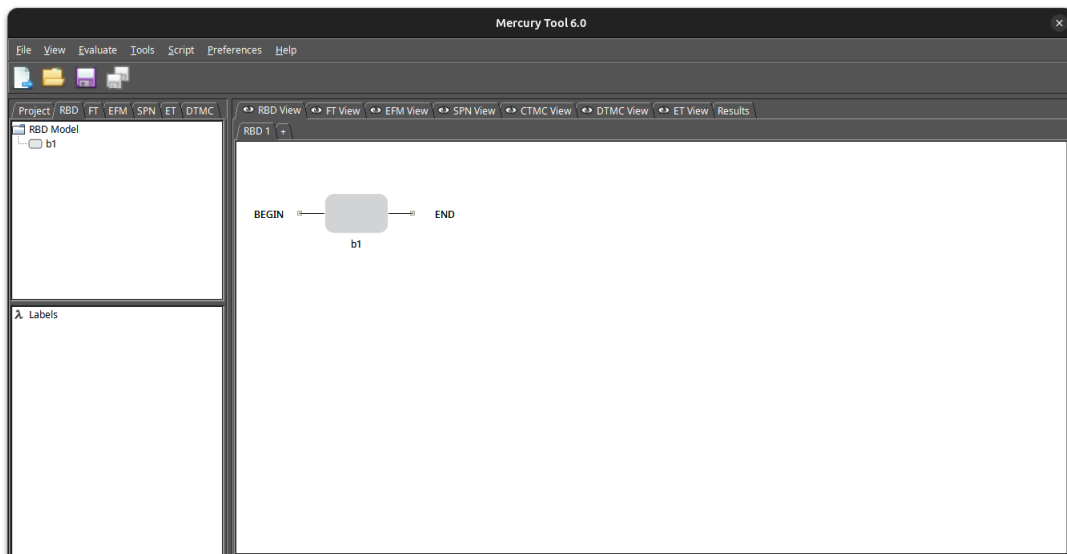 Mercury Tool 6.0
×
File View Evaluate Tools Script Preferences Help
Project RBD FT EFM SPN ET DTMC
RBD View FT View EFM View SPN View CTMC View DTMC View ET View Results
RBD Model
b1
RBD 1 +
BEGIN END
b1
λ Labels